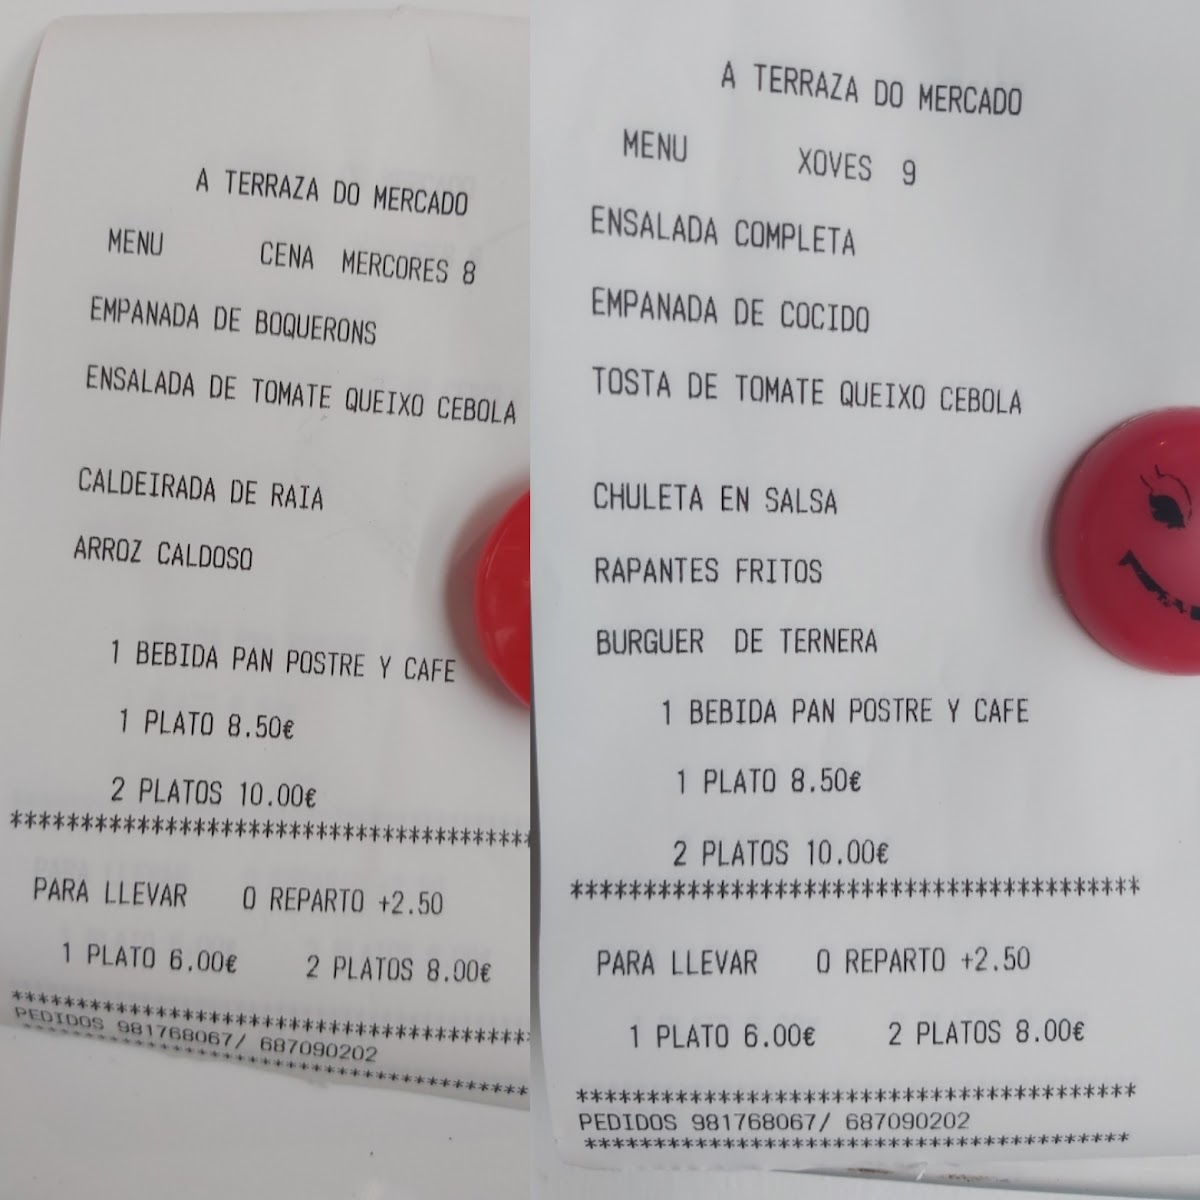 A TERRAZA DO MERCADO
MENU CENA MERCORES 8
EMPANADA DE BOQUERONS
ENSALADA DE TOMATE QUEIXO CEBOLA
CALDEIRADA DE RAIA
ARROZ CALDOSO
1 BEBIDA PAN POSTRE Y CAFE
1 PLATO 8.50€
2 PLATOS 10.00€
*************************************
PARA LLEVAR O REPARTO +2.50
1 PLATO 6.00€ 2 PLATOS 8.00€
*************************************
PEDIDOS 981768067/ 687090202
*************************************
A TERRAZA DO MERCADO
MENU XOVES 9
ENSALADA COMPLETA
EMPANADA DE COCIDO
TOSTA DE TOMATE QUEIXO CEBOLA
CHULETA EN SALSA
RAPANTES FRITOS
BURGUER DE TERNERA
1 BEBIDA PAN POSTRE Y CAFE
1 PLATO 8.50€
2 PLATOS 10.00€
***************************************
PARA LLEVAR O REPARTO +2.50
1 PLATO 6.00€ 2 PLATOS 8.00€
***************************************
PEDIDOS 981768067/ 687090202
***************************************